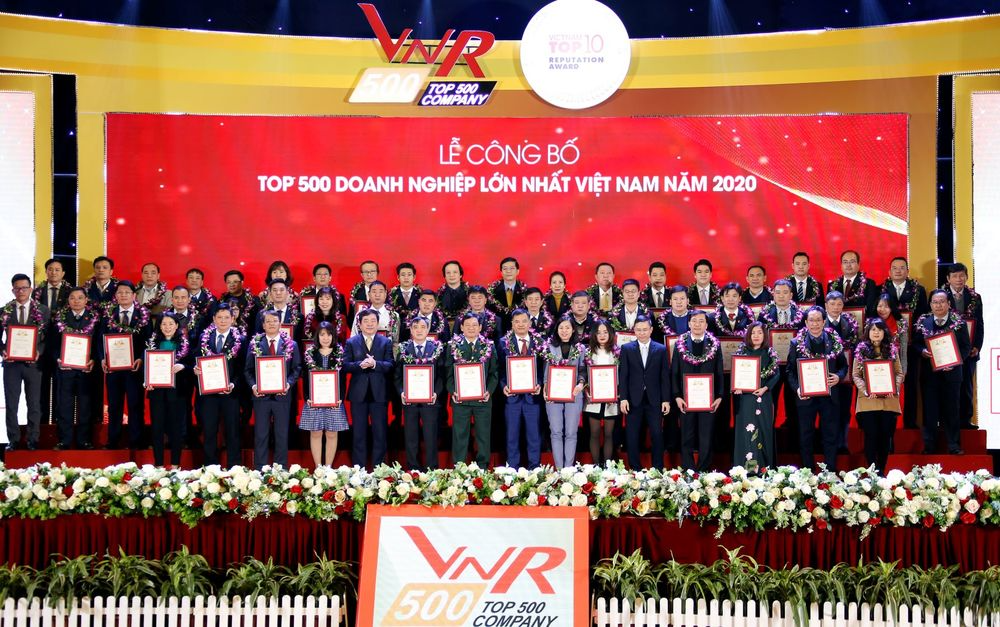 VNR
500
TOP 500
COMPANY
VIETNAM
TOP 10
REPUTATION
AWARD
LỄ CÔNG BỐ
TOP 500 DOANH NGHIỆP LỚN NHẤT VIỆT NAM NĂM 2020
VNR
500
TOP 500
COMPANY